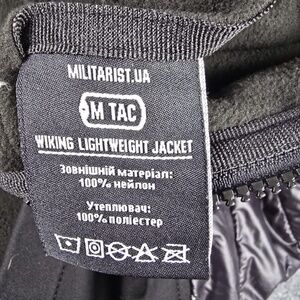 MILITARIST.UA
M TAC
WIKING LIGHTWEIGHT JACKET
Зовнішній матеріал:
100% нейлон
Утеплювач:
100% поліестер